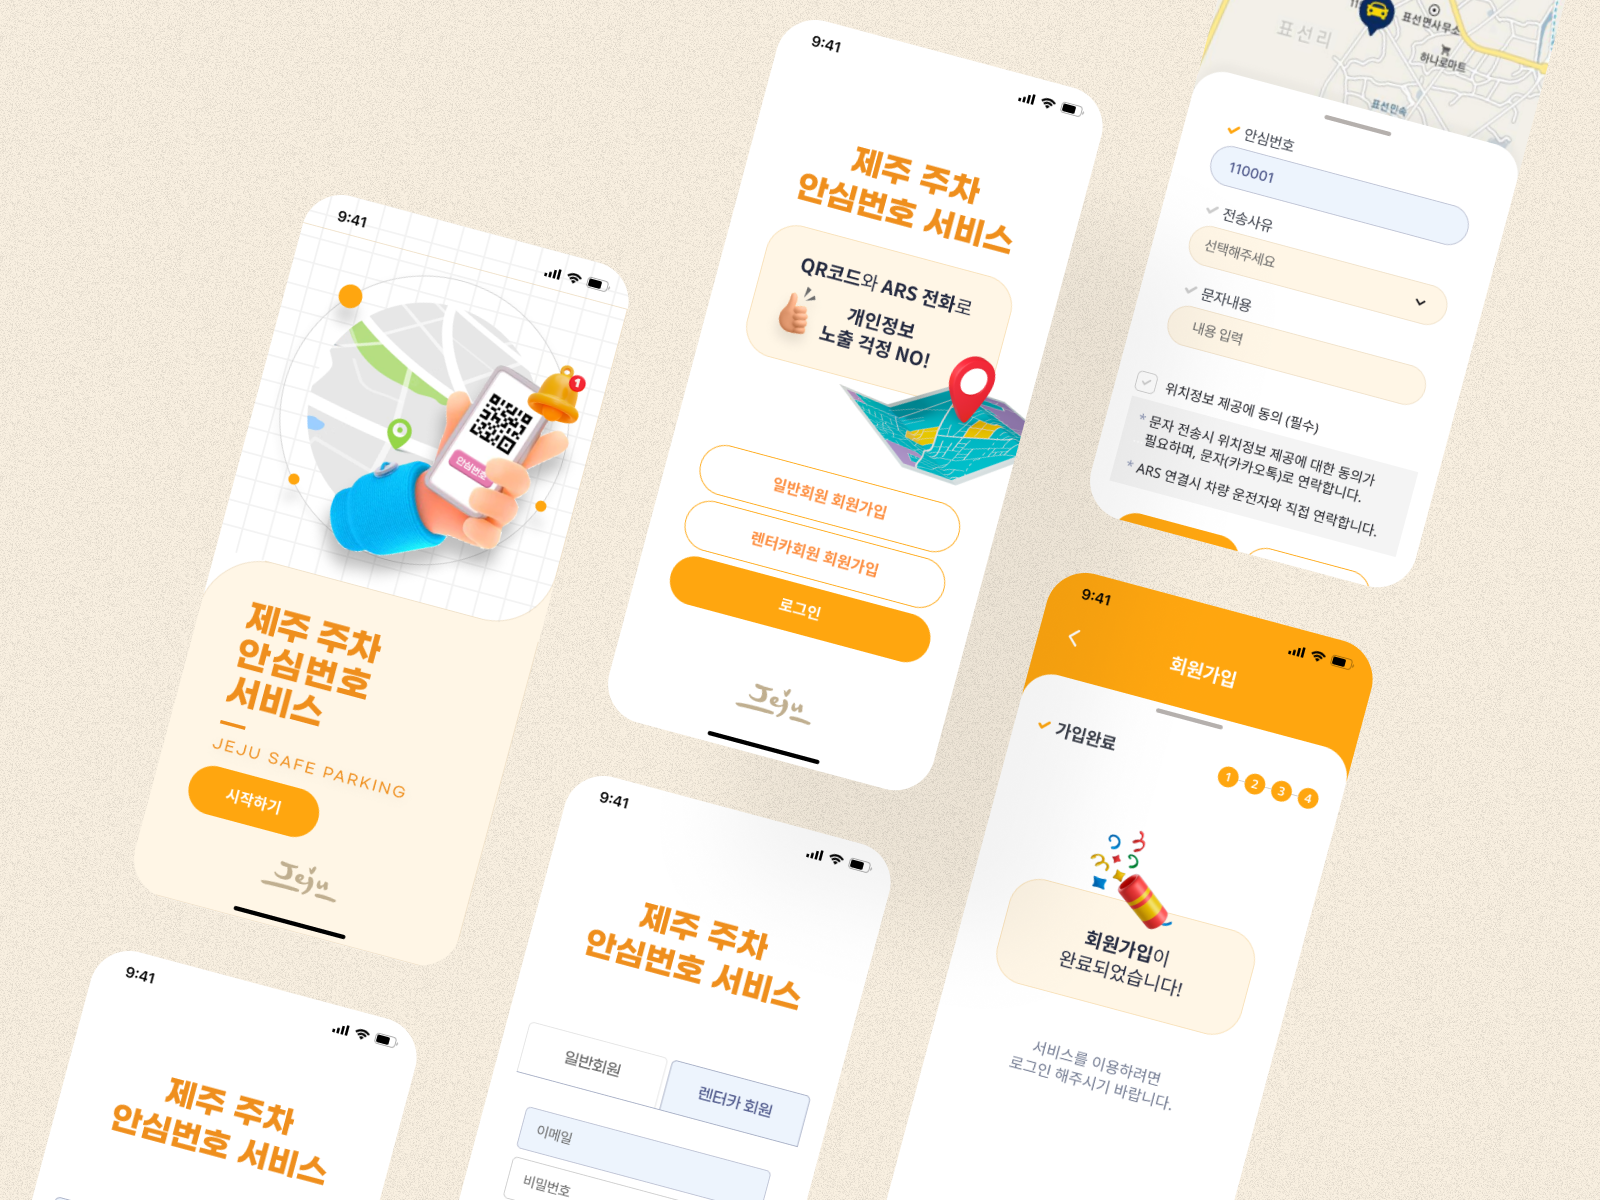 9:41
1
안심번호
제주 주차
안심번호
서비스
JEJU SAFE PARKING
시작하기
Jeju
9:41
제주 주차
안심번호 서비스
QR코드와 ARS 전화로
개인정보
노출 걱정 NO!
일반회원 회원가입
렌터카회원 회원가입
로그인
Jeju
표선리
표선면사무소
하나로마트
표선민속
안심번호
110001
전송사유
선택해주세요
문자내용
내용 입력
위치정보 제공에 동의 (필수)
* 문자 전송시 위치정보 제공에 대한 동의가
필요하며, 문자(카카오톡)로 연락합니다.
* ARS 연결시 차량 운전자와 직접 연락합니다.
9:41
회원가입
가입완료
1 2 3 4
회원가입이
완료되었습니다!
서비스를 이용하려면
로그인 해주시기 바랍니다.
9:41
제주 주차
안심번호 서비스
일반회원
렌터카 회원
이메일
비밀번호
9:41
제주 주차
안심번호 서비스